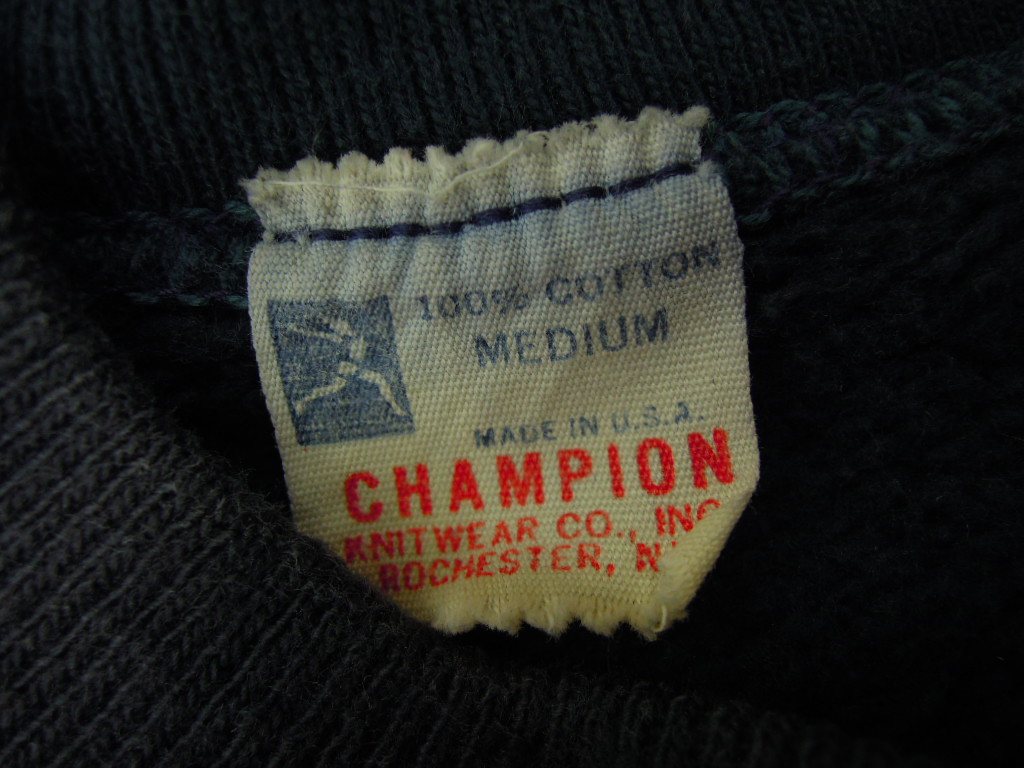 100% COTTON
MEDIUM
MADE IN U.S.A.
CHAMPION
KNITWEAR CO., INC
ROCHESTER, N